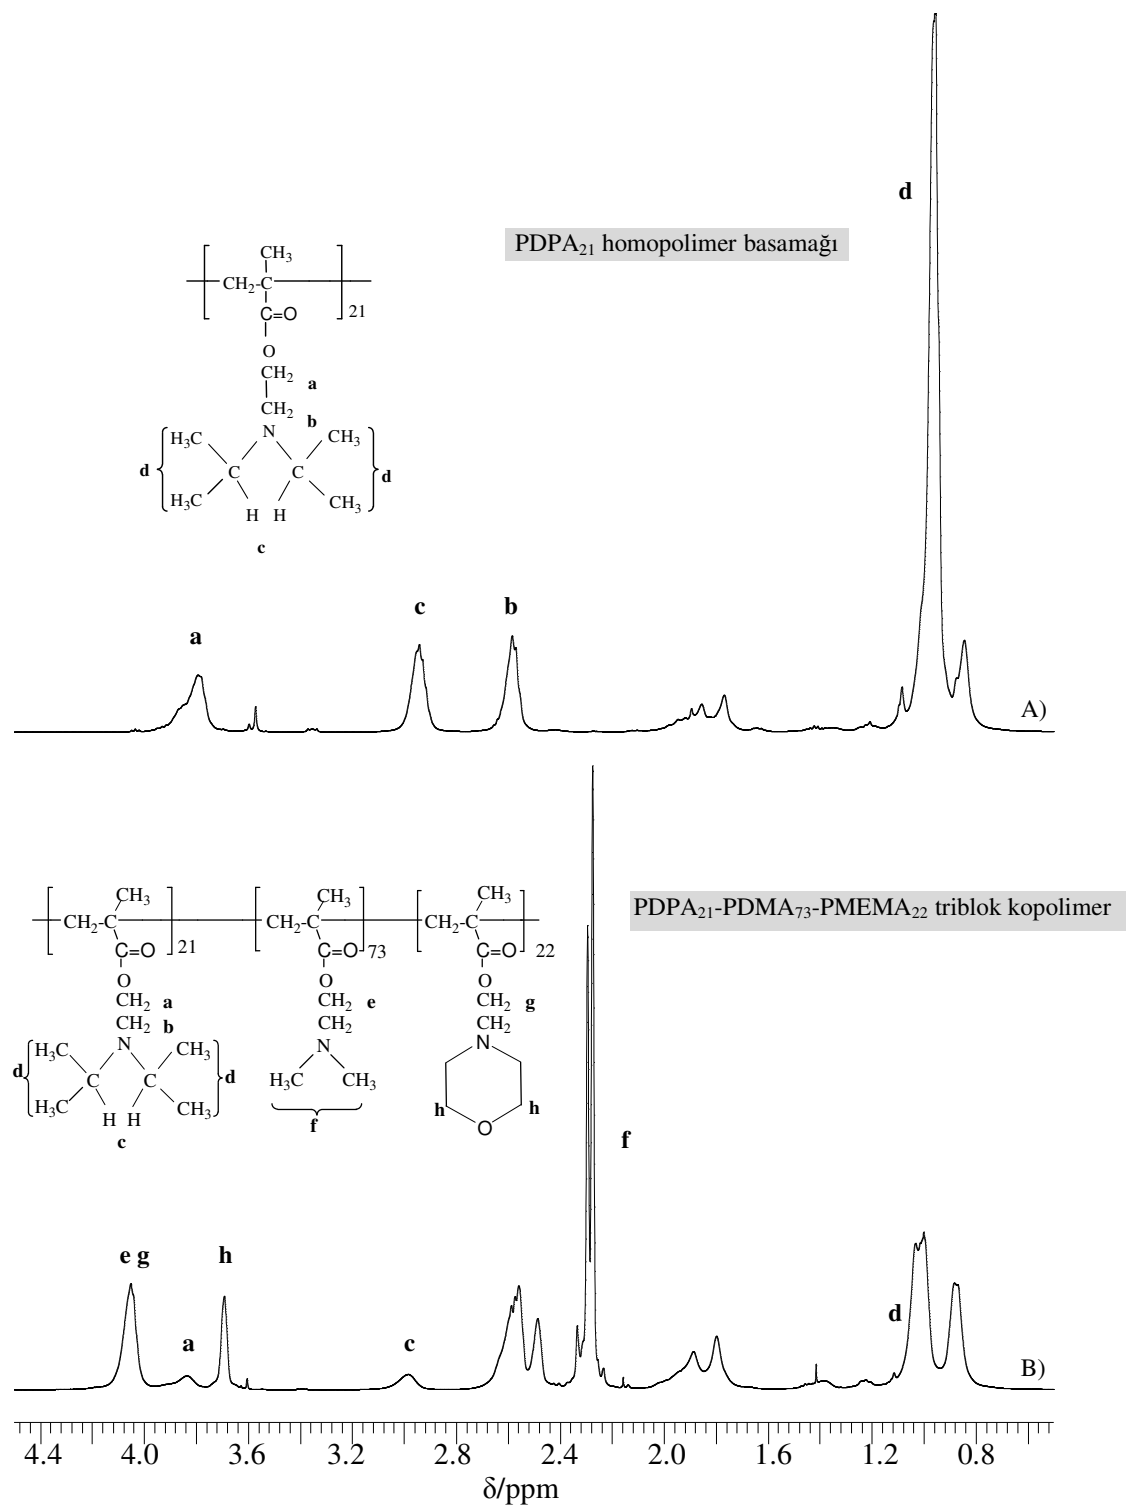 d
PDPA21 homopolimer basamağı
CH3
CH2-C
C=O
21
O
CH2
a
CH2
b
N
H3C
CH3
d
C
C
d
H3C
CH3
H
H
c
c
b
a
A)
PDPA21-PDMA73-PMEMA22 triblok kopolimer
CH3
CH3
CH3
CH2-C
CH2-C
CH2-C
C=O
21
C=O
73
C=O
22
O
O
O
CH2
a
CH2
e
CH2
g
CH2
b
CH2
CH2
N
N
N
H3C
CH3
d
C
C
d
H3C
CH3
H3C
CH3
H
H
h
h
c
f
O
f
e g
h
a
c
d
B)
4.4
4.0
3.6
3.2
2.8
2.4
2.0
1.6
1.2
0.8
δ/ppm